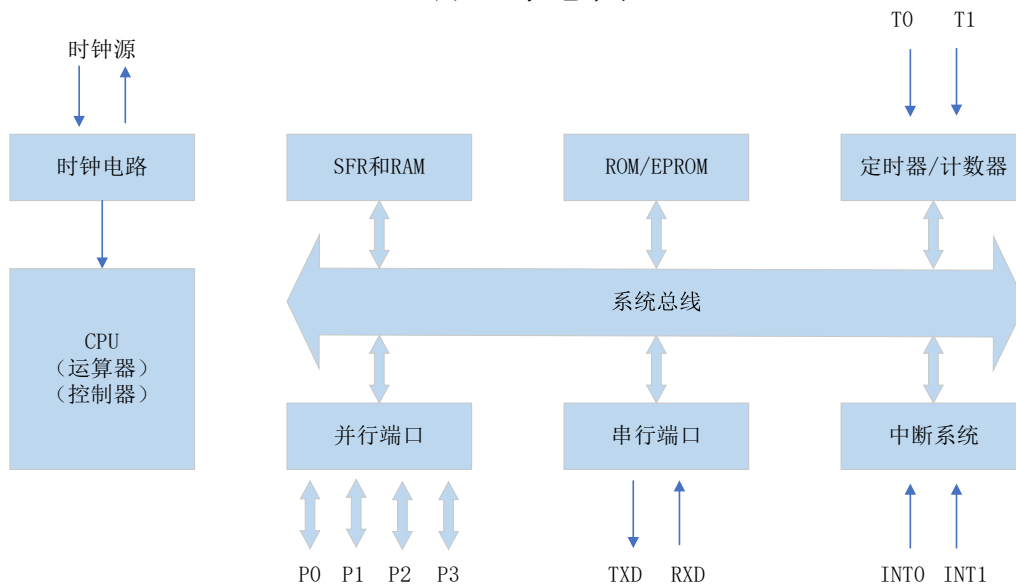 T0 T1
时钟源
时钟电路
SFR和RAM
ROM/EPROM
定时器/计数器
系统总线
CPU
(运算器)
(控制器)
并行端口
串行端口
中断系统
P0 P1 P2 P3
TXD RXD
INT0 INT1